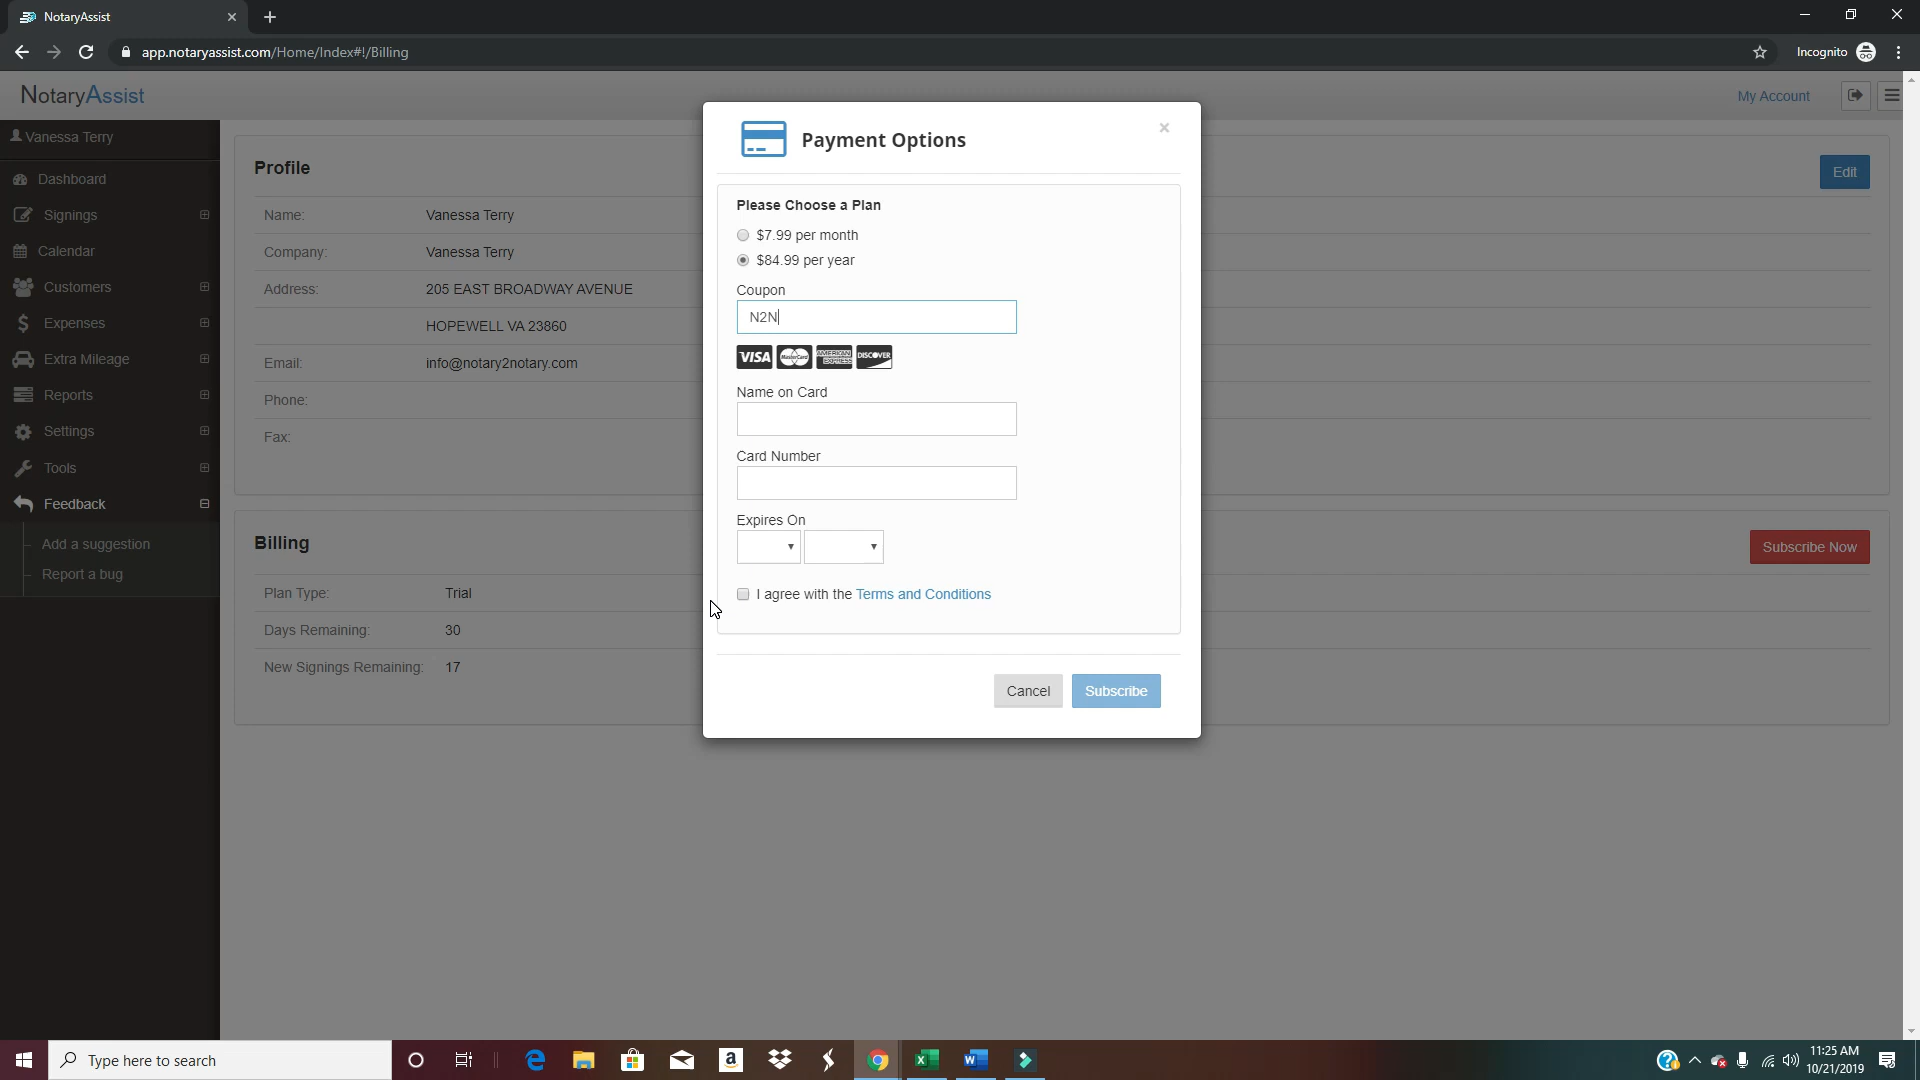 NotaryAssist
app.notaryassist.com/Home/Index#!/Billing
Incognito
NotaryAssist
My Account
Vanessa Terry
Dashboard
Signings
Calendar
Customers
Expenses
Extra Mileage
Reports
Settings
Tools
Feedback
Add a suggestion
Report a bug
Profile
Edit
Name: Vanessa Terry
Company: Vanessa Terry
Address: 205 EAST BROADWAY AVENUE
HOPEWELL VA 23860
Email: info@notary2notary.com
Phone:
Fax:
Billing
Subscribe Now
Plan Type: Trial
Days Remaining: 30
New Signings Remaining: 17
Payment Options
×
Please Choose a Plan
$7.99 per month
$84.99 per year
Coupon
N2N
VISA MasterCard AMERICAN EXPRESS DISCOVER
Name on Card
Card Number
Expires On
I agree with the Terms and Conditions
Cancel
Subscribe
Type here to search
11:25 AM
10/21/2019